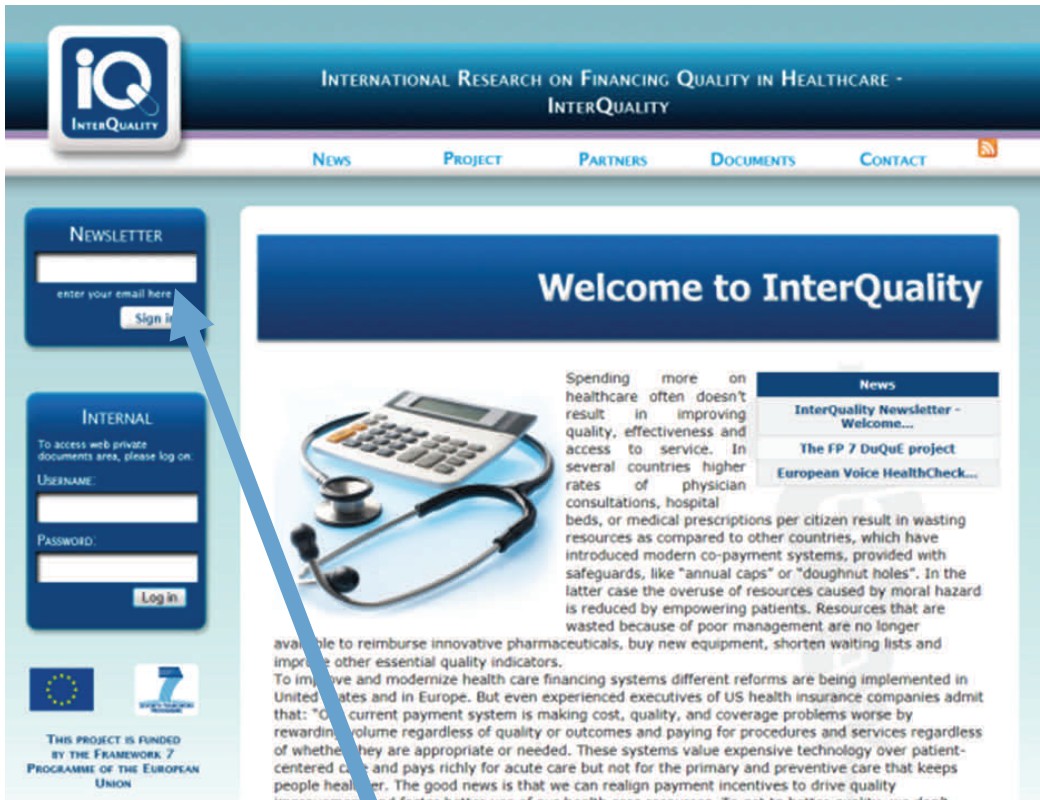 iQ
INTERQUALITY
INTERNATIONAL RESEARCH ON FINANCING QUALITY IN HEALTHCARE -
INTERQUALITY
NEWS PROJECT PARTNERS DOCUMENTS CONTACT
NEWSLETTER
enter your email here
Sign in
INTERNAL
To access web private
documents area, please log on:
USERNAME:
PASSWORD:
Log in
7
SEVENTH FRAMEWORK
PROGRAMME
THIS PROJECT IS FUNDED
BY THE FRAMEWORK 7
PROGRAMME OF THE EUROPEAN
UNION
Welcome to InterQuality
Spending more on
healthcare often doesn't
result in improving
quality, effectiveness and
access to service. In
several countries higher
rates of physician
consultations, hospital
beds, or medical prescriptions per citizen result in wasting
resources as compared to other countries, which have
introduced modern co-payment systems, provided with
safeguards, like "annual caps" or "doughnut holes". In the
latter case the overuse of resources caused by moral hazard
is reduced by empowering patients. Resources that are
wasted because of poor management are no longer
available to reimburse innovative pharmaceuticals, buy new equipment, shorten waiting lists and
improve other essential quality indicators.
To improve and modernize health care financing systems different reforms are being implemented in
United States and in Europe. But even experienced executives of US health insurance companies admit
that: "Our current payment system is making cost, quality, and coverage problems worse by
rewarding volume regardless of quality or outcomes and paying for procedures and services regardless
of whether they are appropriate or needed. These systems value expensive technology over patient-
centered care and pays richly for acute care but not for the primary and preventive care that keeps
people healthier. The good news is that we can realign payment incentives to drive quality
News
InterQuality Newsletter -
Welcome...
The FP 7 DuQuE project
European Voice HealthCheck...